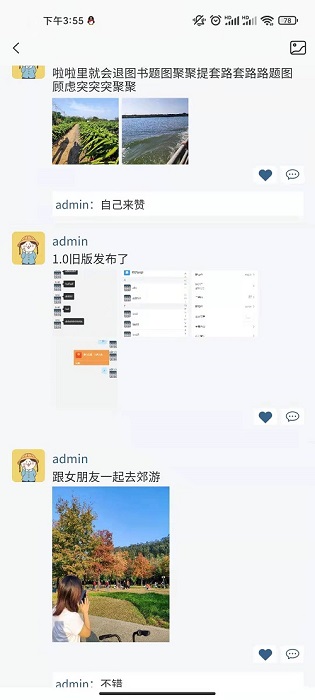 下午3:55
78
啦啦里就会退图书题图聚聚提套路套路路题图
顾虑突突突聚聚
admin：自己来赞
admin
1.0旧版发布了
admin
跟女朋友一起去郊游
admin：不错